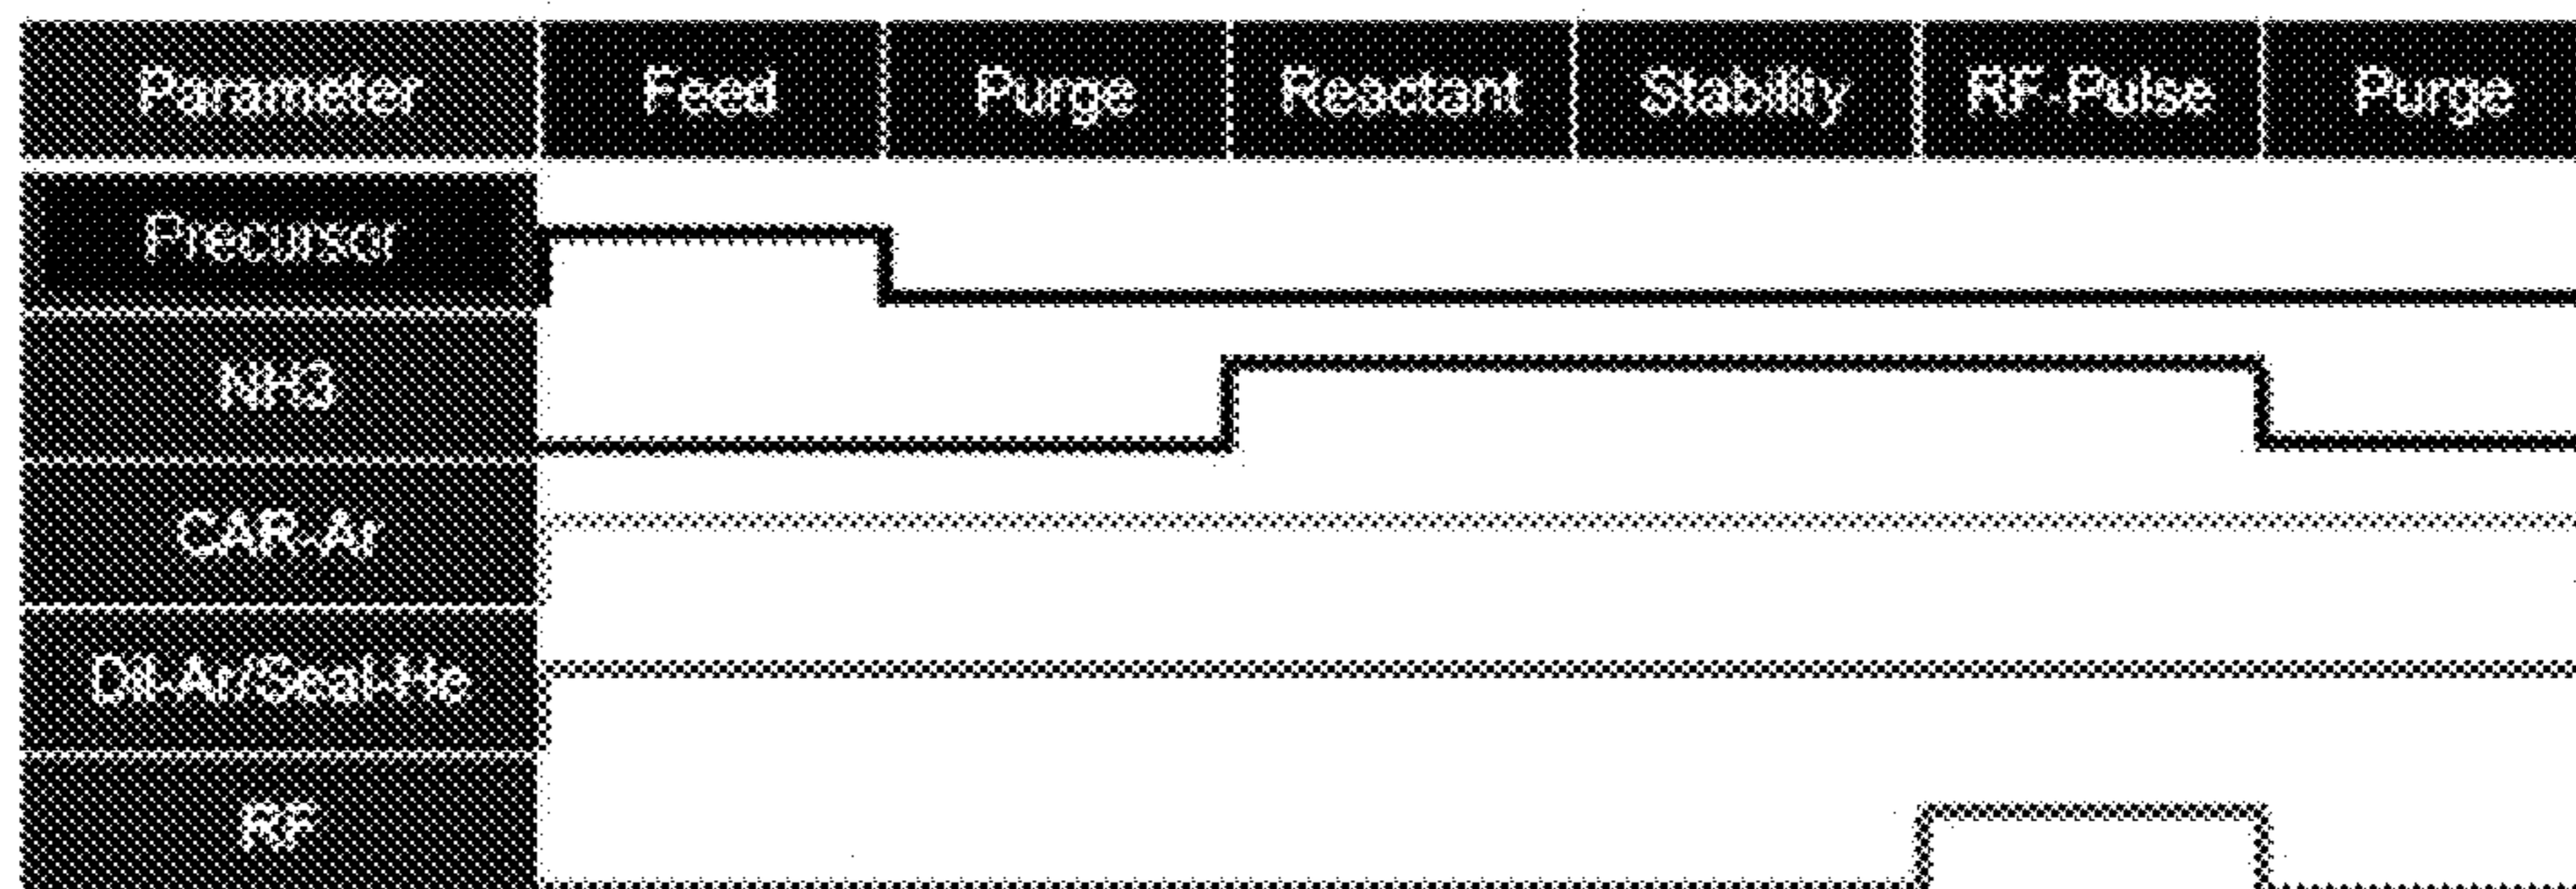 Parameter Feed Purge Reactant Stability RF-Pulse Purge
Precursor
NH3
CAR-Ar
Dil-Ar/Seal-He
RF